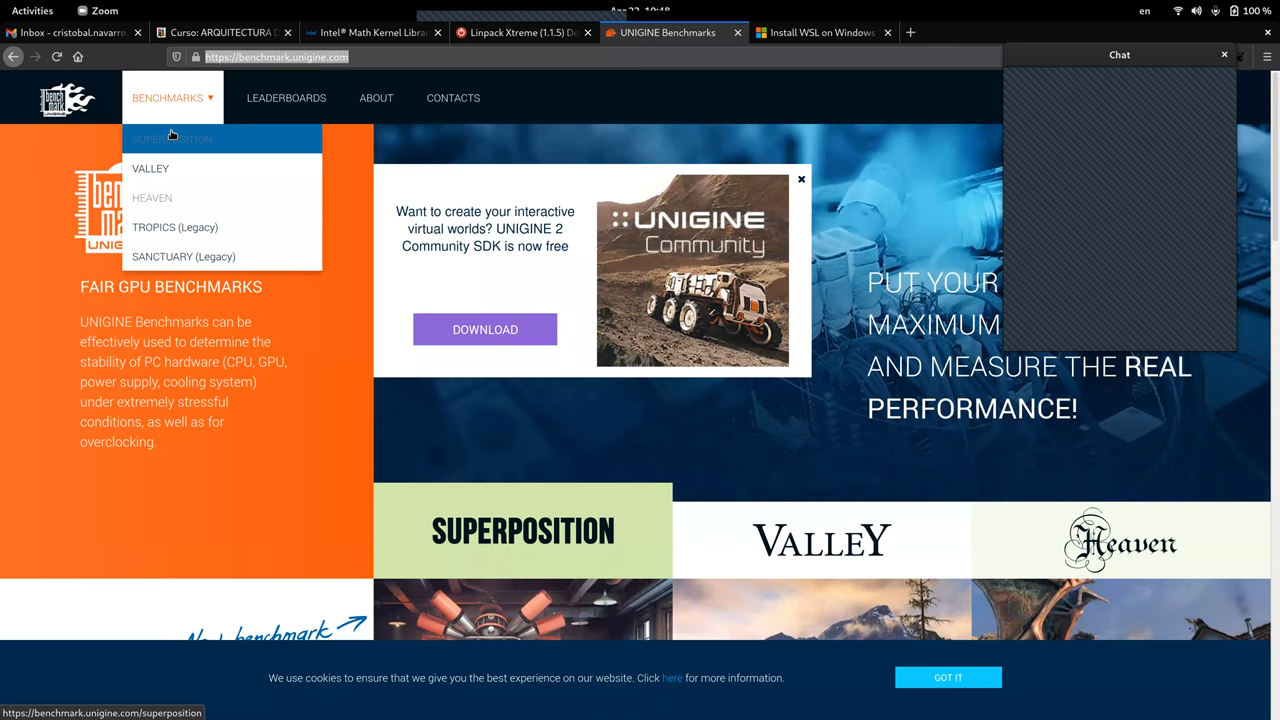 Activities
Zoom
en
100 %
Inbox - cristobal.navarro
Curso: ARQUITECTURA D
Intel® Math Kernel Librar
Linpack Xtreme (1.1.5) Do
UNIGINE Benchmarks
Install WSL on Windows
https://benchmark.unigine.com
Chat
bench
mark
UNIGINE
BENCHMARKS
LEADERBOARDS
ABOUT
CONTACTS
SUPERPOSITION
VALLEY
HEAVEN
TROPICS (Legacy)
SANCTUARY (Legacy)
FAIR GPU BENCHMARKS
UNIGINE Benchmarks can be
effectively used to determine the
stability of PC hardware (CPU, GPU,
power supply, cooling system)
under extremely stressful
conditions, as well as for
overclocking.
Want to create your interactive
virtual worlds? UNIGINE 2
Community SDK is now free
DOWNLOAD
UNIGINE
Community
PUT YOUR
MAXIMUM
AND MEASURE THE REAL
PERFORMANCE!
SUPERPOSITION
VALLEY
Heaven
We use cookies to ensure that we give you the best experience on our website. Click here for more information.
GOT IT
https://benchmark.unigine.com/superposition